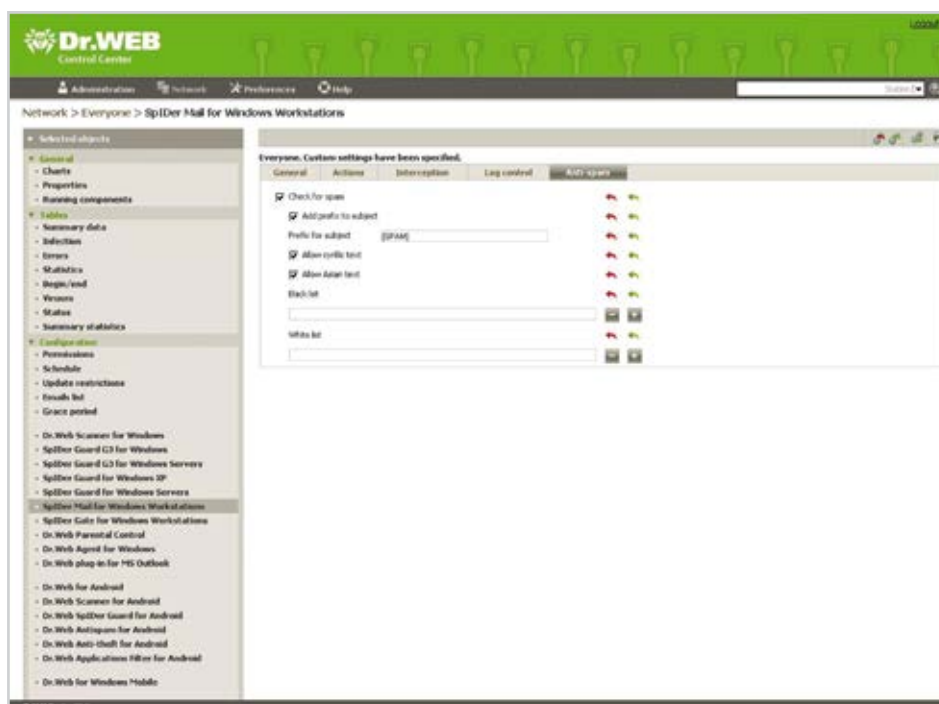 Logout
Dr.WEB
Control Center
Administration Network Preferences Help
Network > Everyone > SpIDer Mail for Windows Workstations
Selected objects
Everyone. Custom settings have been specified.
General Actions Interception Log control Anti-spam
General
Charts
Properties
Running components
Tables
Summary data
Infection
Errors
Statistics
Begin/end
Viruses
Status
Summary statistics
Configuration
Permissions
Schedule
Update restrictions
Emails list
Grace period
Dr.Web Scanner for Windows
SpIDer Guard G3 for Windows
SpIDer Guard G3 for Windows Servers
SpIDer Guard for Windows XP
SpIDer Guard for Windows Servers
SpIDer Mail for Windows Workstations
SpIDer Gate for Windows Workstations
Dr.Web Parental Control
Dr.Web Agent for Windows
Dr.Web plug-in for MS Outlook
Dr.Web for Android
Dr.Web Scanner for Android
Dr.Web SpIDer Guard for Android
Dr.Web Antispam for Android
Dr.Web Anti-theft for Android
Dr.Web Applications Filter for Android
Dr.Web for Windows Mobile
Check for spam
Add prefix to subject
Prefix for subject [SPAM]
Allow cyrillic text
Allow Asian text
Black list
White list